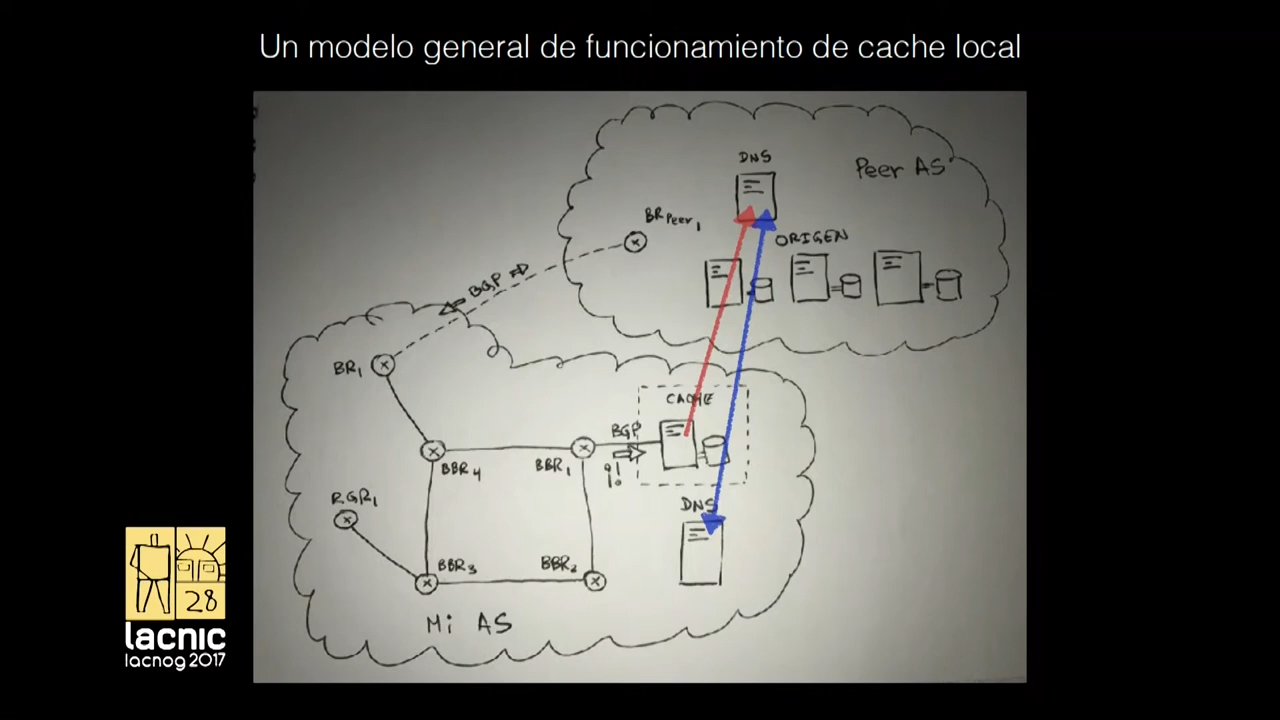 Un modelo general de funcionamiento de cache local
DNS
Peer AS
BR Peer 1
ORIGEN
BGP
BR1
CACHE
BGP
¡!
BBR4
BBR1
RGR1
DNS
BBR3
BBR2
Mi AS
28
lacnic
lacnog 2017